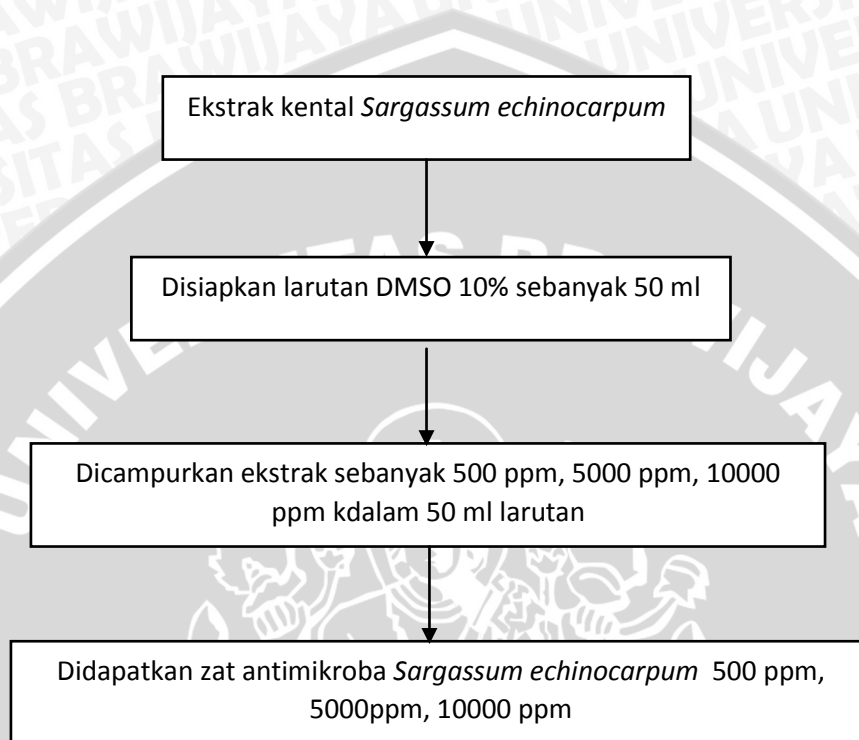 Ekstrak kental Sargassum echinocarpum
Disiapkan larutan DMSO 10% sebanyak 50 ml
Dicampurkan ekstrak sebanyak 500 ppm, 5000 ppm, 10000
ppm kdalam 50 ml larutan
Didapatkan zat antimikroba Sargassum echinocarpum 500 ppm,
5000ppm, 10000 ppm